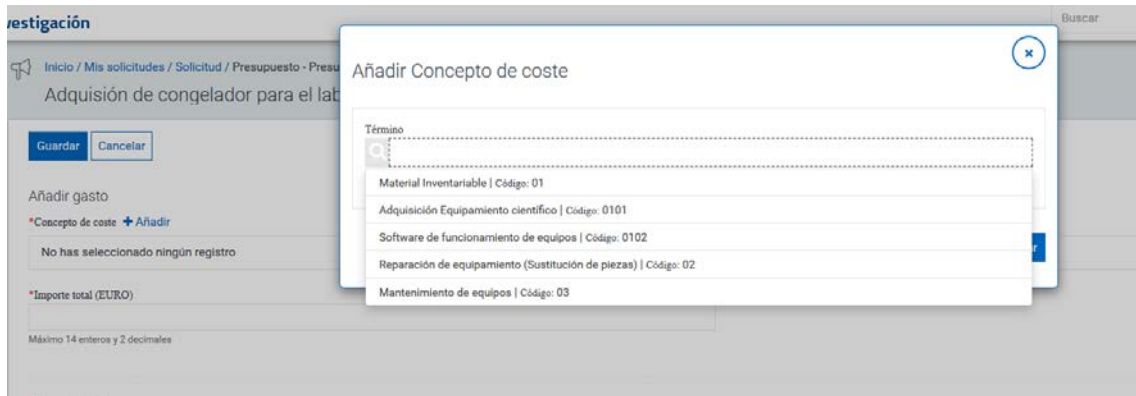 vestigación
Buscar
Inicio / Mis solicitudes / Solicitud / Presupuesto - Presu
Adquisión de congelador para el lab
Guardar Cancelar
Añadir gasto
*Concepto de coste + Añadir
No has seleccionado ningún registro
*Importe total (EURO)
Máximo 14 enteros y 2 decimales
Añadir Concepto de coste
Término
Material Inventariable | Código: 01
Adquisición Equipamiento científico | Código: 0101
Software de funcionamiento de equipos | Código: 0102
Reparación de equipamiento (Sustitución de piezas) | Código: 02
Mantenimiento de equipos | Código: 03